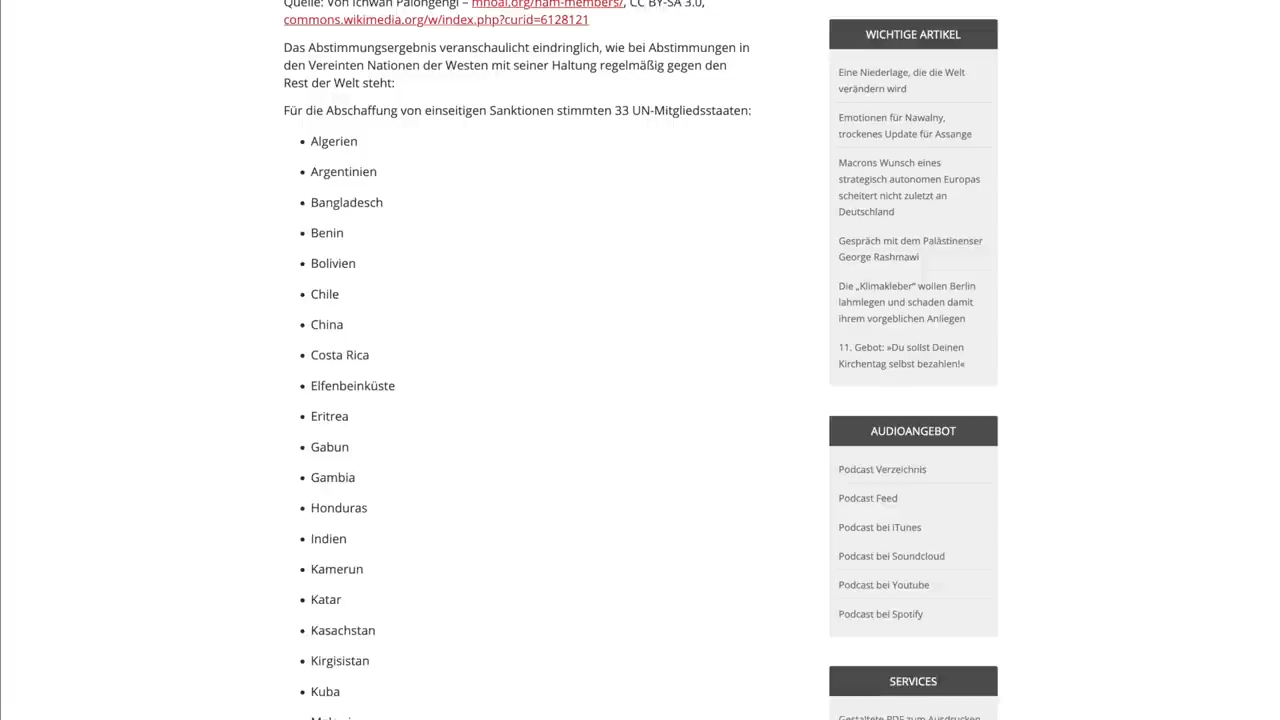 Quelle: Von Ichwan Palongengi – mnoal.org/nam-members/, CC BY-SA 3.0,
commons.wikimedia.org/w/index.php?curid=6128121
Das Abstimmungsergebnis veranschaulicht eindringlich, wie bei Abstimmungen in
den Vereinten Nationen der Westen mit seiner Haltung regelmäßig gegen den
Rest der Welt steht:
Für die Abschaffung von einseitigen Sanktionen stimmten 33 UN-Mitgliedsstaaten:
• Algerien
• Argentinien
• Bangladesch
• Benin
• Bolivien
• Chile
• China
• Costa Rica
• Elfenbeinküste
• Eritrea
• Gabun
• Gambia
• Honduras
• Indien
• Kamerun
• Katar
• Kasachstan
• Kirgisistan
• Kuba
WICHTIGE ARTIKEL
Eine Niederlage, die die Welt
verändern wird
Emotionen für Nawalny,
trockenes Update für Assange
Macrons Wunsch eines
strategisch autonomen Europas
scheitert nicht zuletzt an
Deutschland
Gespräch mit dem Palästinenser
George Rashmawi
Die „Klimakleber“ wollen Berlin
lahmlegen und schaden damit
ihrem vorgeblichen Anliegen
11. Gebot: »Du sollst Deinen
Kirchentag selbst bezahlen!«
AUDIOANGEBOT
Podcast Verzeichnis
Podcast Feed
Podcast bei iTunes
Podcast bei Soundcloud
Podcast bei Youtube
Podcast bei Spotify
SERVICES
Gestaltete PDF zum Ausdrucken